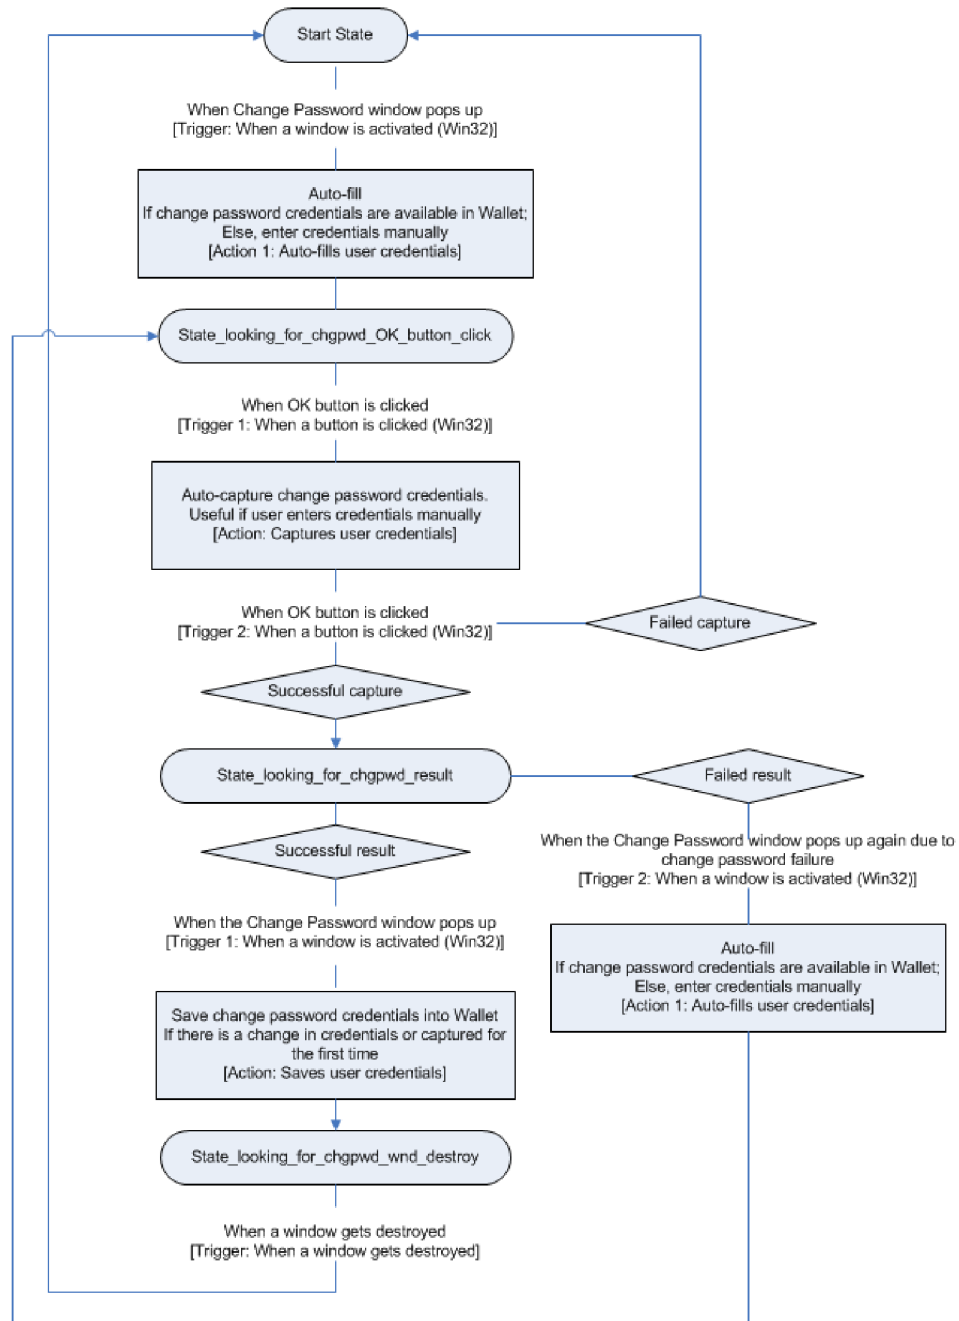 Start State
When Change Password window pops up
[Trigger: When a window is activated (Win32)]
Auto-fill
If change password credentials are available in Wallet;
Else, enter credentials manually
[Action 1: Auto-fills user credentials]
State_looking_for_chgpwd_OK_button_click
When OK button is clicked
[Trigger 1: When a button is clicked (Win32)]
Auto-capture change password credentials.
Useful if user enters credentials manually
[Action: Captures user credentials]
When OK button is clicked
[Trigger 2: When a button is clicked (Win32)]
Failed capture
Successful capture
State_looking_for_chgpwd_result
Failed result
Successful result
When the Change Password window pops up again due to
change password failure
[Trigger 2: When a window is activated (Win32)]
When the Change Password window pops up
[Trigger 1: When a window is activated (Win32)]
Auto-fill
If change password credentials are available in Wallet;
Else, enter credentials manually
[Action 1: Auto-fills user credentials]
Save change password credentials into Wallet
If there is a change in credentials or captured for
the first time
[Action: Saves user credentials]
State_looking_for_chgpwd_wnd_destroy
When a window gets destroyed
[Trigger: When a window gets destroyed]